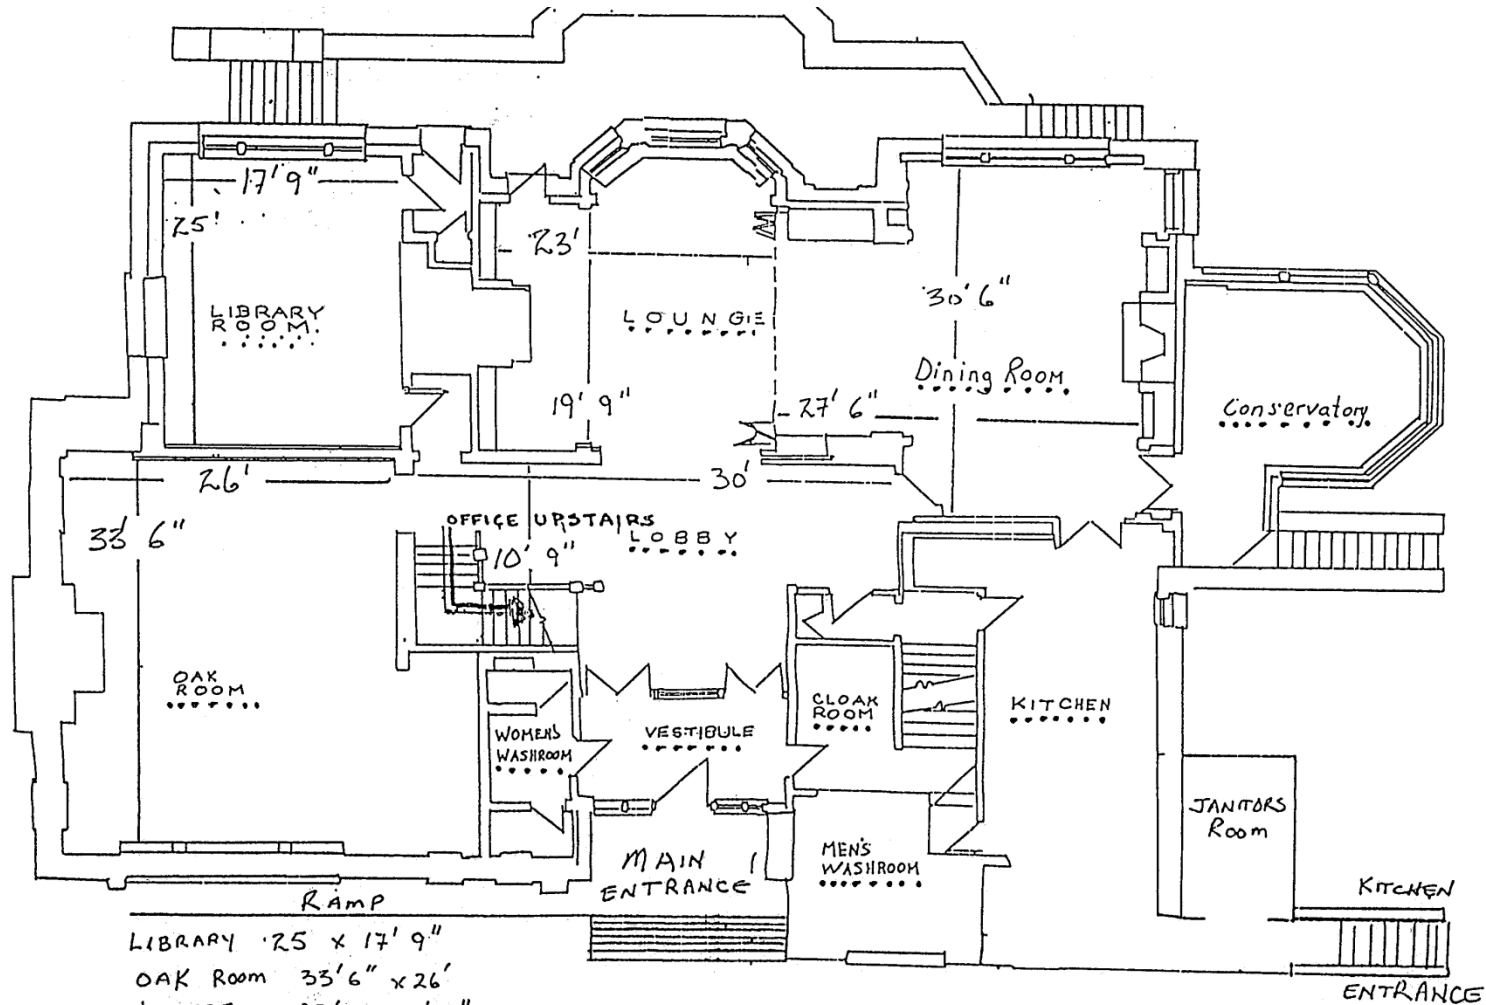 17' 9"
25'
23'
30' 6"
LIBRARY
ROOM.
LOUNGE
Dining Room
19' 9"
27' 6"
Conservatory
26'
30'
33' 6"
OFFICE UPSTAIRS
LOBBY
10' 9"
OAK
ROOM
CLOAK
ROOM
KITCHEN
WOMEN'S
WASHROOM
VESTIBULE
JANITORS
Room
MEN'S
WASHROOM
MAIN
ENTRANCE
KITCHEN
ENTRANCE
RAMP
LIBRARY 25 x 17' 9"
OAK Room 33'6" x 26'